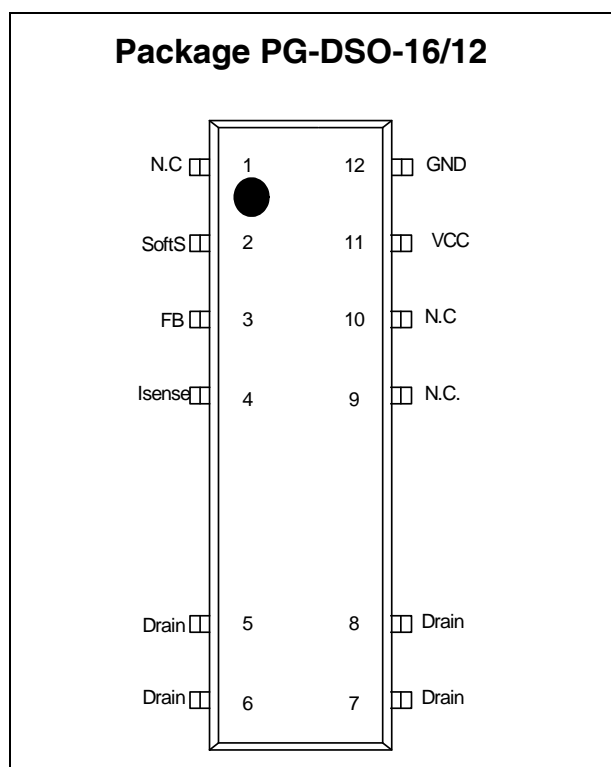 Package PG-DSO-16/12
N.C 1 12 GND
SoftS 2 11 VCC
FB 3 10 N.C
Isense 4 9 N.C.
Drain 5 8 Drain
Drain 6 7 Drain